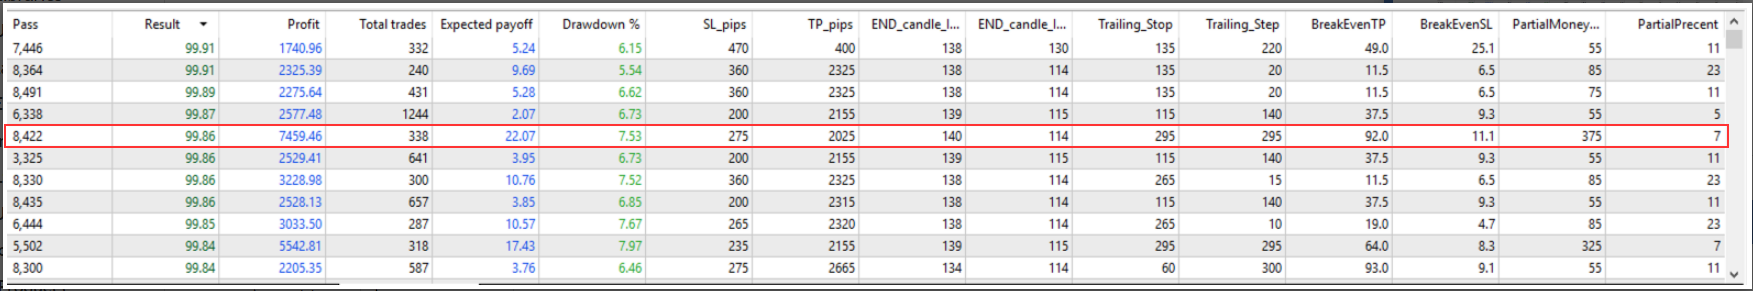 Pass Result Profit Total trades Expected payoff Drawdown % SL_pips TP_pips END_candle_l... END_candle_l... Trailing_Stop Trailing_Step BreakEvenTP BreakEvenSL PartialMoney... PartialPrecent
7,446 99.91 1740.96 332 5.24 6.15 470 400 138 130 135 220 49.0 25.1 55 11
8,364 99.91 2325.39 240 9.69 5.54 360 2325 138 114 135 20 11.5 6.5 85 23
8,491 99.89 2275.64 431 5.28 6.62 360 2325 138 114 135 20 11.5 6.5 75 11
6,338 99.87 2577.48 1244 2.07 6.73 200 2155 138 115 115 140 37.5 9.3 55 5
8,422 99.86 7459.46 338 22.07 7.53 275 2025 140 114 295 295 92.0 11.1 375 7
3,325 99.86 2529.41 641 3.95 6.73 200 2155 139 115 115 140 37.5 9.3 55 11
8,330 99.86 3228.98 300 10.76 7.52 360 2325 138 114 265 15 11.5 6.5 85 23
8,435 99.86 2528.13 657 3.85 6.85 200 2315 138 114 115 140 37.5 9.3 55 11
6,444 99.85 3033.50 287 10.57 7.67 265 2320 138 114 265 10 19.0 4.7 85 23
5,502 99.84 5542.81 318 17.43 7.97 235 2155 139 115 295 295 64.0 8.3 325 7
8,300 99.84 2205.35 587 3.76 6.46 275 2665 134 114 60 300 93.0 9.1 55 11